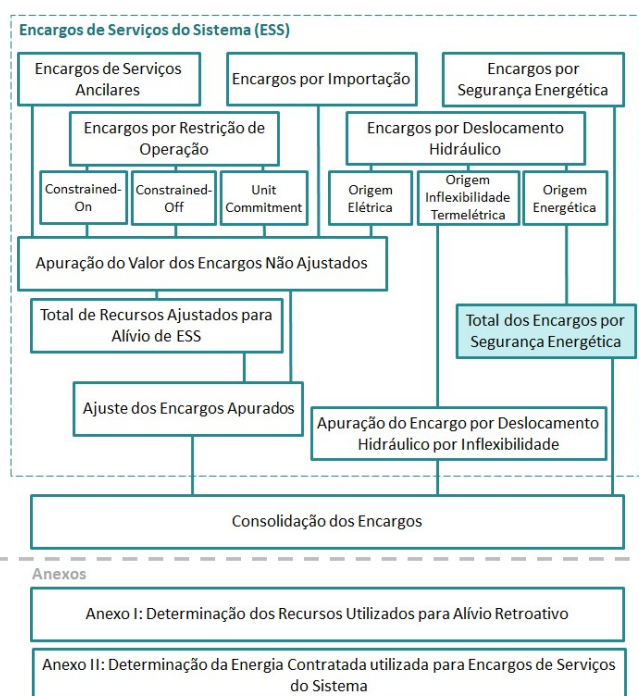 Encargos de Serviços do Sistema (ESS)
Encargos de Serviços
Ancilares
Encargos por Importação
Encargos por
Segurança Energética
Encargos por Restrição de
Operação
Encargos por Deslocamento
Hidráulico
Constrained-
On
Constrained-
Off
Unit
Commitment
Origem
Elétrica
Origem
Inflexibilidade
Termelétrica
Origem
Energética
Apuração do Valor dos Encargos Não Ajustados
Total de Recursos Ajustados para
Alívio de ESS
Total dos Encargos por
Segurança Energética
Ajuste dos Encargos Apurados
Apuração do Encargo por Deslocamento
Hidráulico por Inflexibilidade
Consolidação dos Encargos
Anexos
Anexo I: Determinação dos Recursos Utilizados para Alívio Retroativo
Anexo II: Determinação da Energia Contratada utilizada para Encargos de Serviços
do Sistema